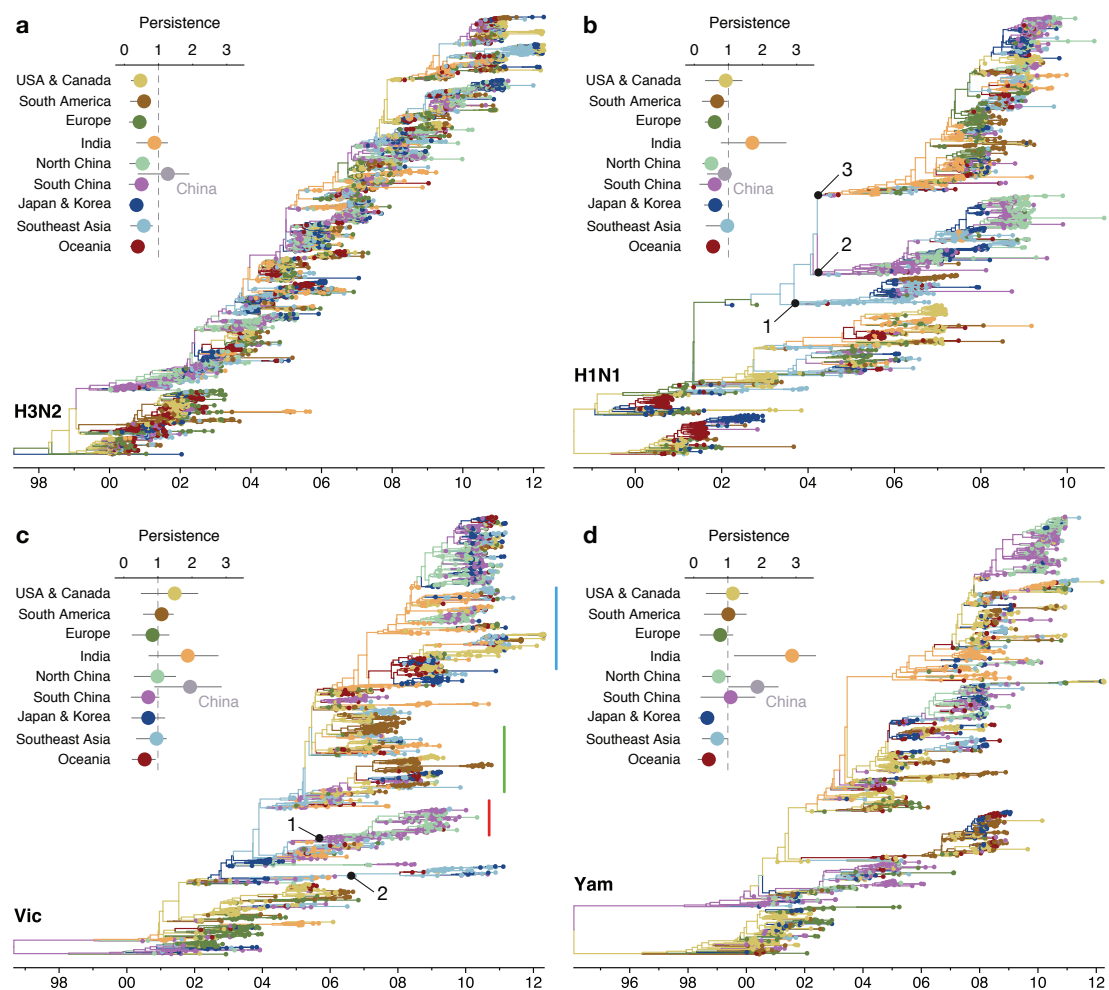 a
Persistence
0 1 2 3
USA & Canada
South America
Europe
India
North China
China
South China
Japan & Korea
Southeast Asia
Oceania
H3N2
98 00 02 04 06 08 10 12
b
Persistence
0 1 2 3
USA & Canada
South America
Europe
India
North China
China
South China
Japan & Korea
Southeast Asia
Oceania
3
2
1
H1N1
00 02 04 06 08 10
c
Persistence
0 1 2 3
USA & Canada
South America
Europe
India
North China
China
South China
Japan & Korea
Southeast Asia
Oceania
1
2
Vic
00 02 04 06 08 10 12
d
Persistence
0 1 2 3
USA & Canada
South America
Europe
India
North China
China
South China
Japan & Korea
Southeast Asia
Oceania
Yam
96 98 00 02 04 06 08 10 12